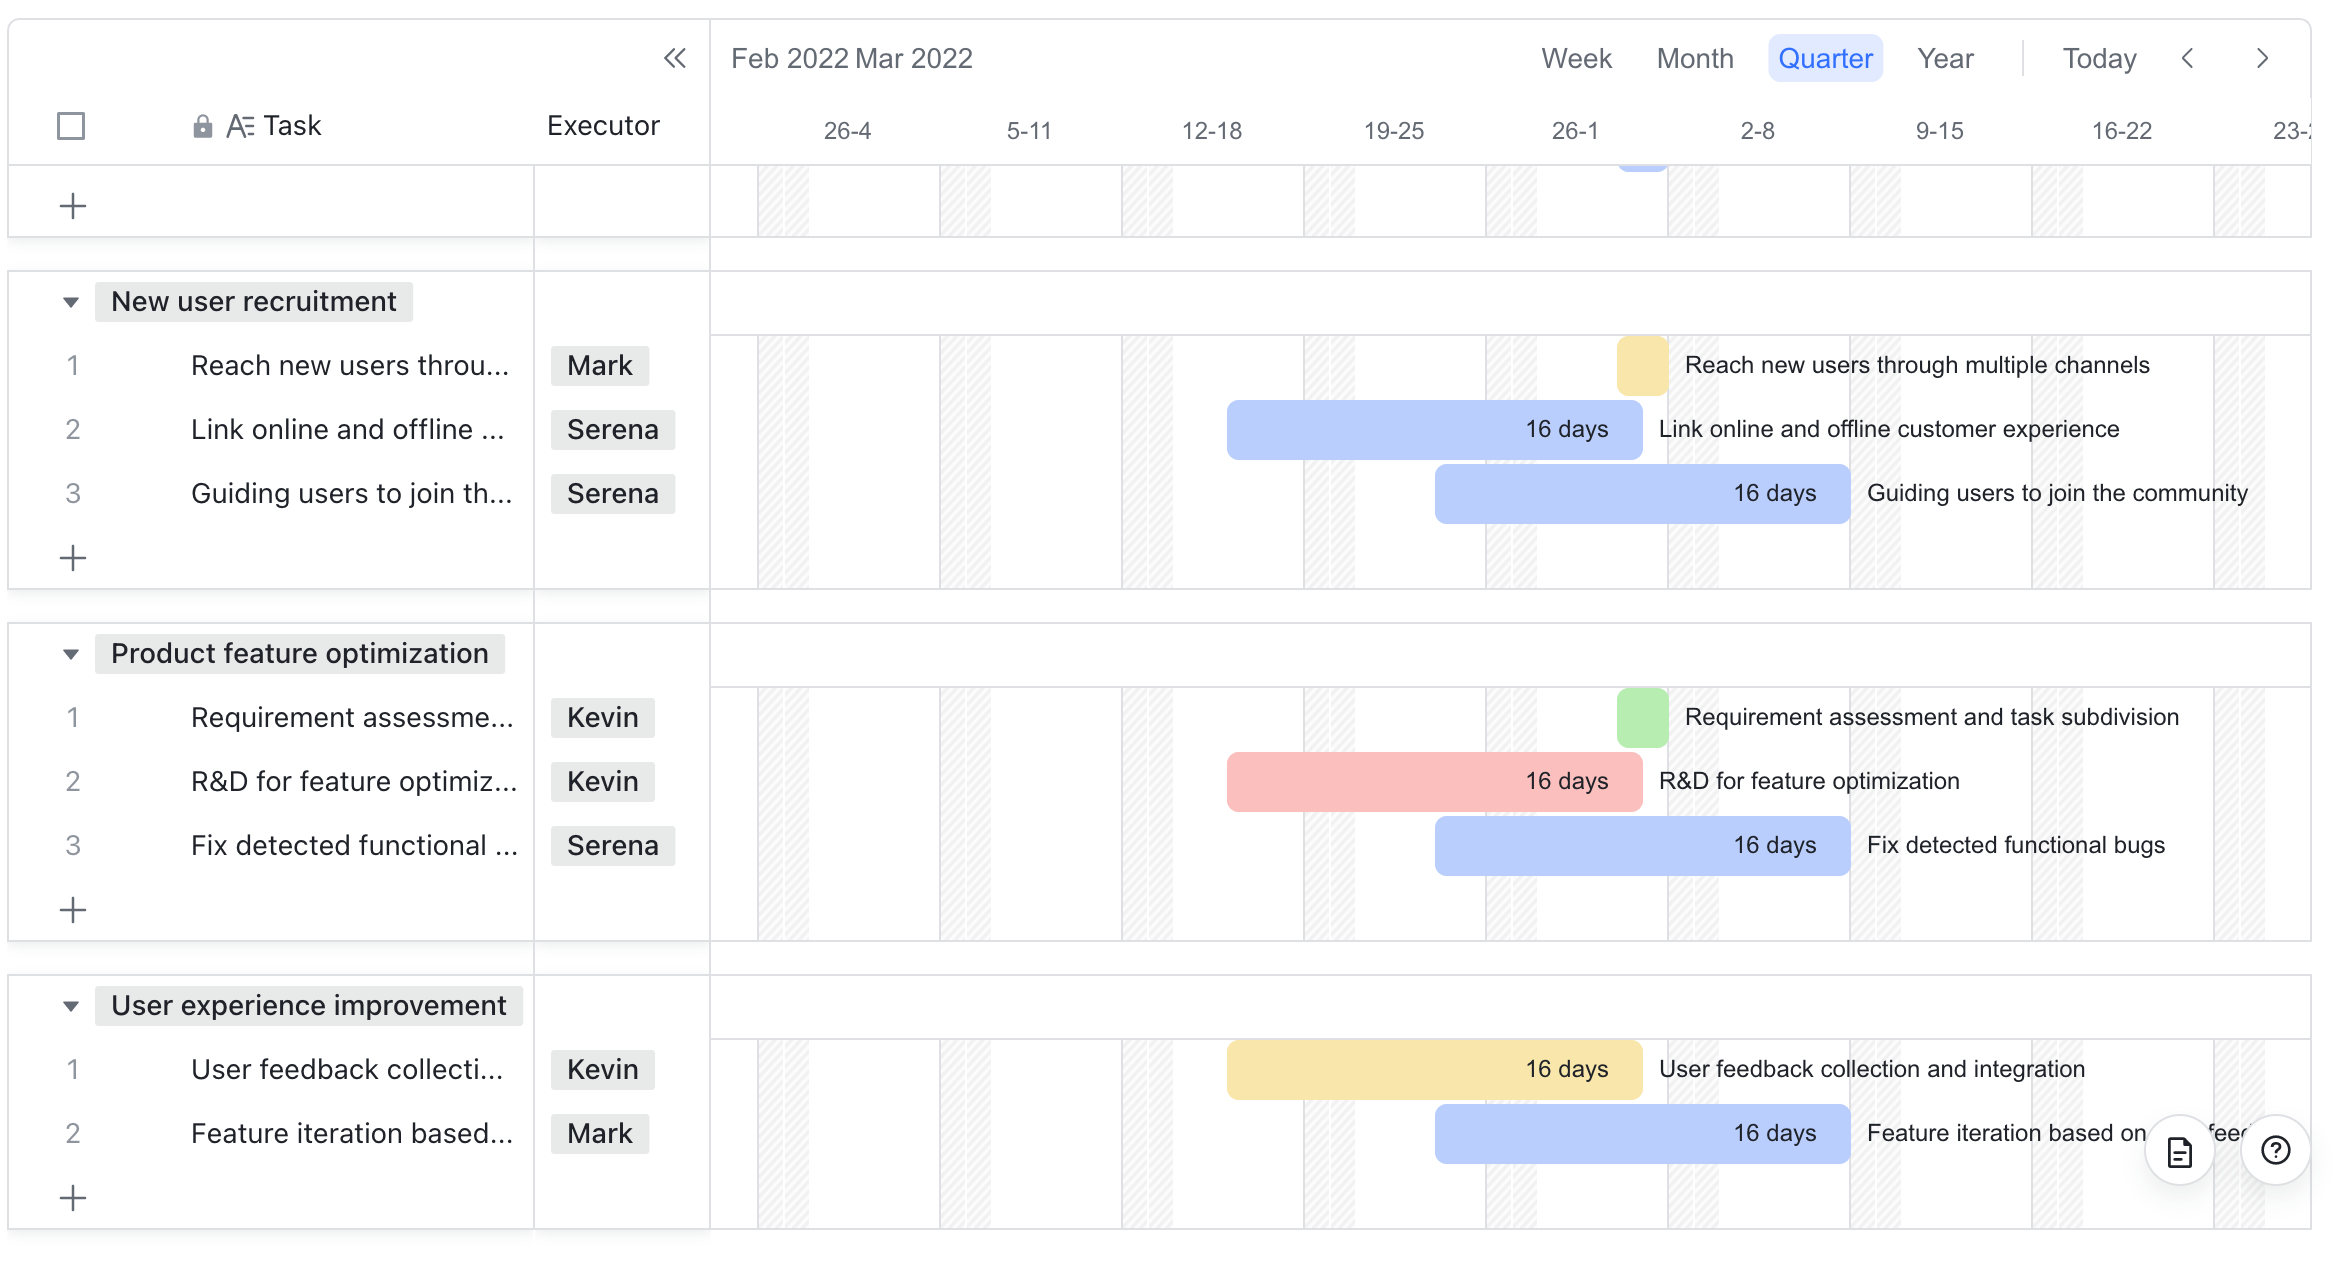 Feb 2022 Mar 2022
Week Month Quarter Year Today
Task Executor
26-4 5-11 12-18 19-25 26-1 2-8 9-15 16-22 23-
New user recruitment
1 Reach new users throu... Mark Reach new users through multiple channels
2 Link online and offline ... Serena 16 days Link online and offline customer experience
3 Guiding users to join th... Serena 16 days Guiding users to join the community
Product feature optimization
1 Requirement assessme... Kevin Requirement assessment and task subdivision
2 R&D for feature optimiz... Kevin 16 days R&D for feature optimization
3 Fix detected functional ... Serena 16 days Fix detected functional bugs
User experience improvement
1 User feedback collecti... Kevin 16 days User feedback collection and integration
2 Feature iteration based... Mark 16 days Feature iteration based on